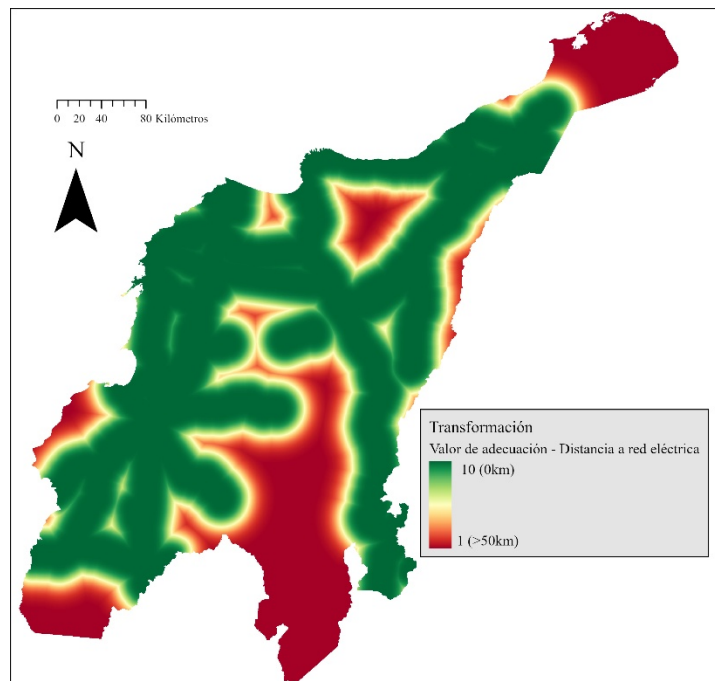 0 20 40 80 Kilómetros
N
Transformación
Valor de adecuación - Distancia a red eléctrica
10 (0km)
1 (>50km)